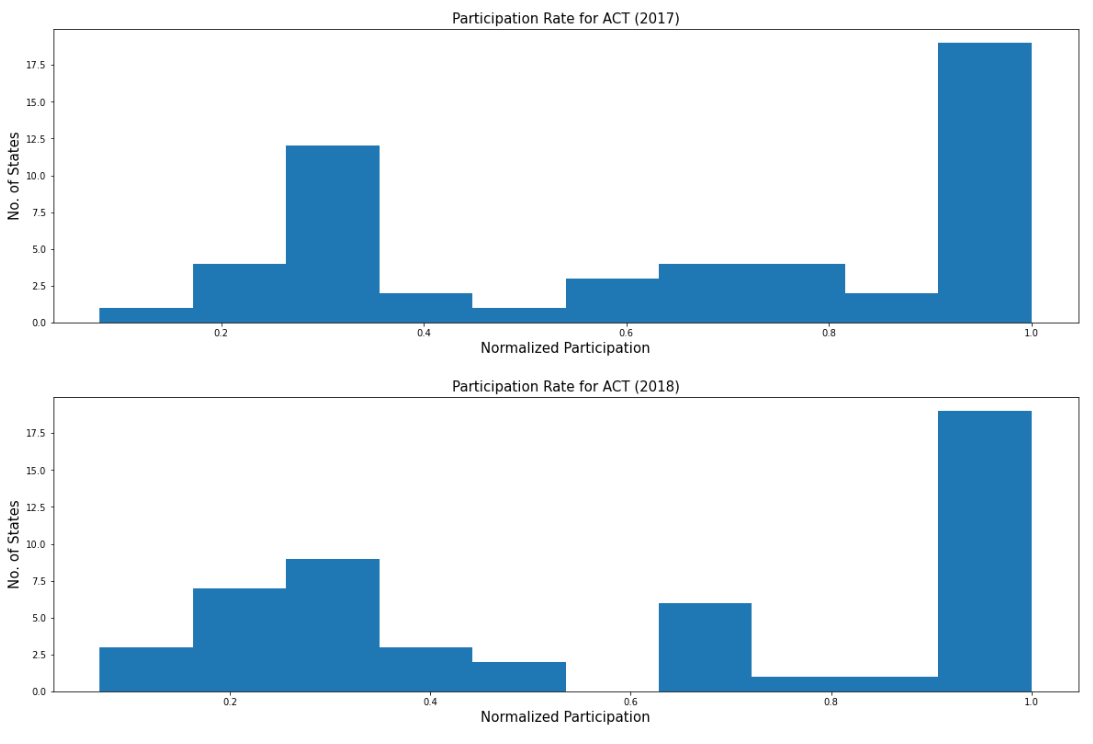 Participation Rate for ACT (2017)
17.5
15.0
12.5
10.0
7.5
5.0
2.5
0.0
No. of States
0.2 0.4 0.6 0.8 1.0
Normalized Participation
Participation Rate for ACT (2018)
17.5
15.0
12.5
10.0
7.5
5.0
2.5
0.0
No. of States
0.2 0.4 0.6 0.8 1.0
Normalized Participation